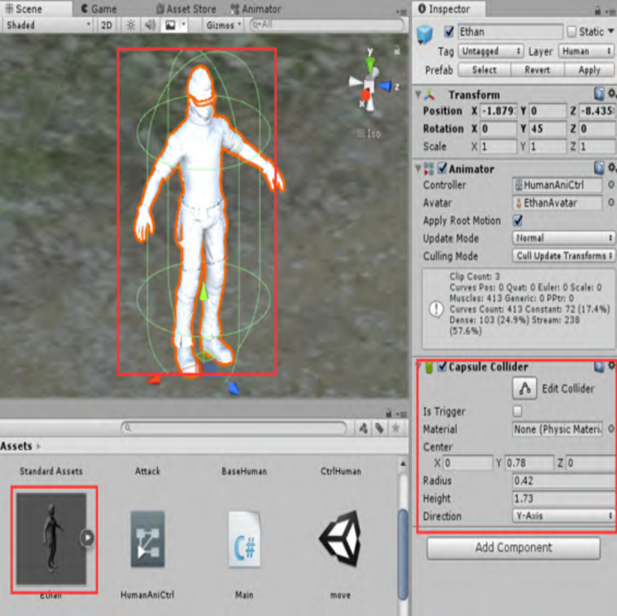 Scene Game Asset Store Animator
Shaded 2D Gizmos All
y
z
x
Iso
Assets
Standard Assets Attack BaseHuman CtrlHuman
C#
Ethan HumanAniCtrl Main move
Inspector
Ethan Static
Tag Untagged Layer Human
Prefab Select Revert Apply
Transform
Position X -1.879 Y 0 Z -8.435
Rotation X 0 Y 45 Z 0
Scale X 1 Y 1 Z 1
Animator
Controller HumanAniCtrl
Avatar EthanAvatar
Apply Root Motion
Update Mode Normal
Culling Mode Cull Update Transforms
Clip Count: 3
Curves Pos: 0 Quat: 0 Euler: 0 Scale: 0
Muscles: 413 Generic: 0 PPtr: 0
Curves Count: 413 Constant: 72 (17.4%)
Dense: 103 (24.9%) Stream: 238
(57.6%)
Capsule Collider
Edit Collider
Is Trigger
Material None (Physic Materi
Center
X 0 Y 0.78 Z 0
Radius 0.42
Height 1.73
Direction Y-Axis
Add Component